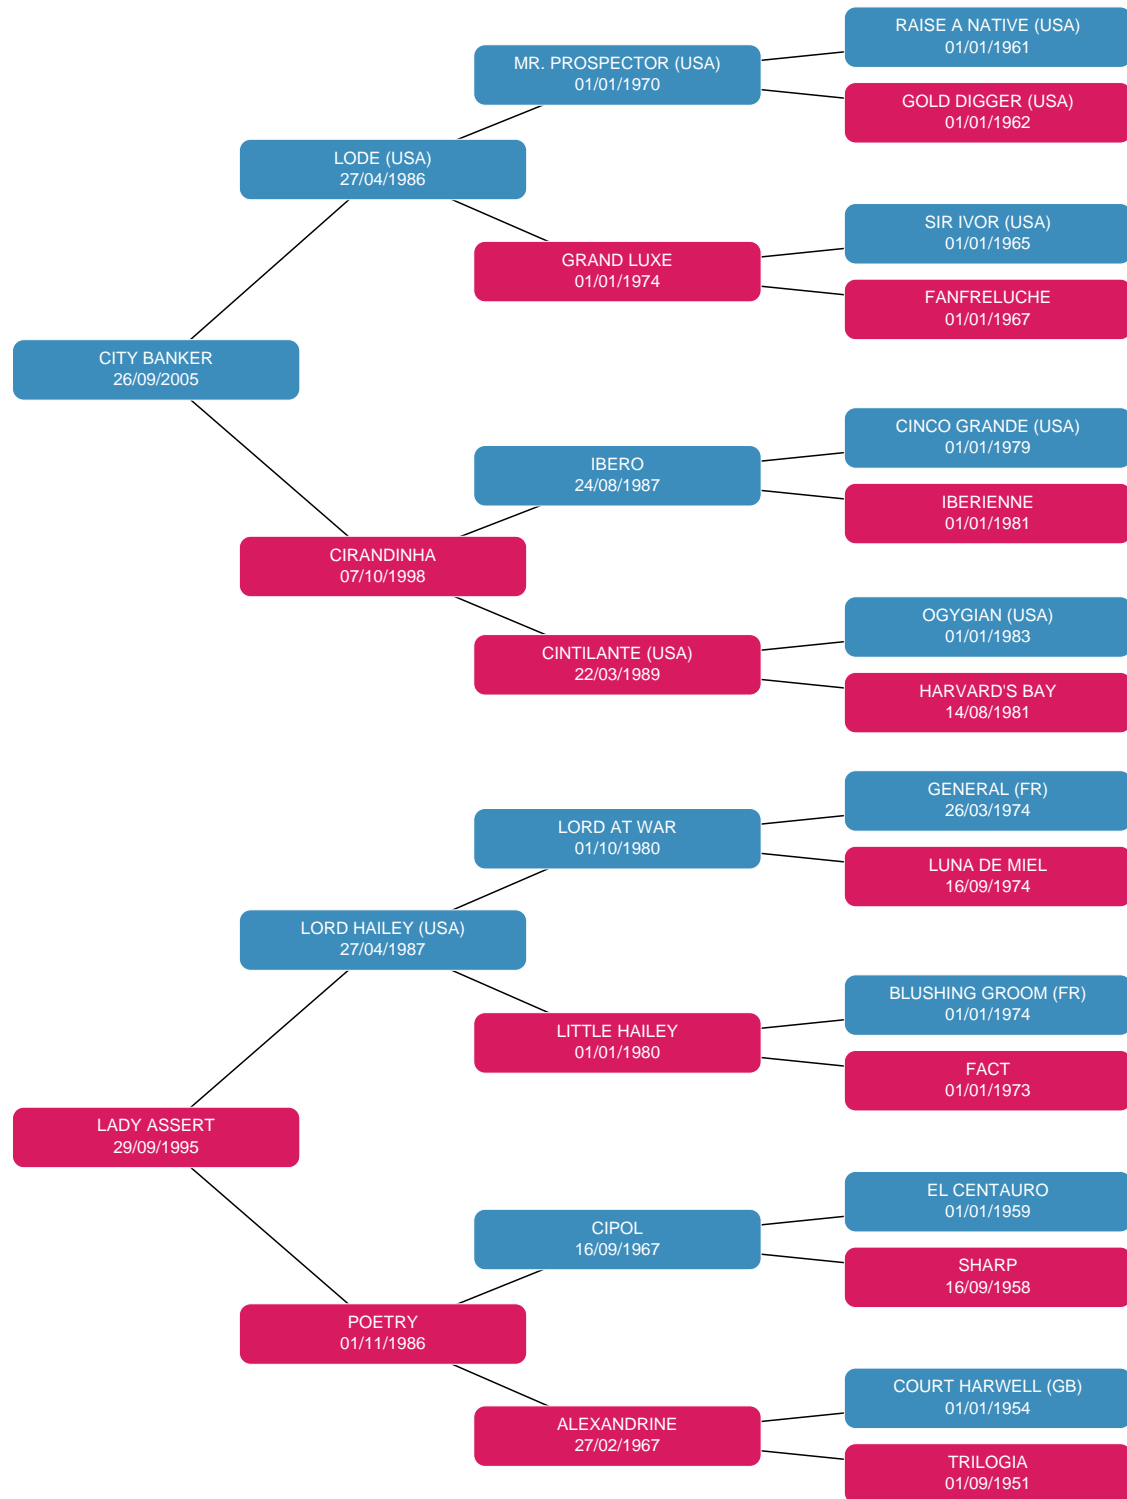 RAISE A NATIVE (USA)
01/01/1961
MR. PROSPECTOR (USA)
01/01/1970
GOLD DIGGER (USA)
01/01/1962
LODE (USA)
27/04/1986
SIR IVOR (USA)
01/01/1965
GRAND LUXE
01/01/1974
FANFRELUCHE
01/01/1967
CITY BANKER
26/09/2005
CINCO GRANDE (USA)
01/01/1979
IBERO
24/08/1987
IBERIENNE
01/01/1981
CIRANDINHA
07/10/1998
OGYGIAN (USA)
01/01/1983
CINTILANTE (USA)
22/03/1989
HARVARD'S BAY
14/08/1981
GENERAL (FR)
26/03/1974
LORD AT WAR
01/10/1980
LUNA DE MIEL
16/09/1974
LORD HAILEY (USA)
27/04/1987
BLUSHING GROOM (FR)
01/01/1974
LITTLE HAILEY
01/01/1980
FACT
01/01/1973
LADY ASSERT
29/09/1995
EL CENTAURO
01/01/1959
CIPOL
16/09/1967
SHARP
16/09/1958
POETRY
01/11/1986
COURT HARWELL (GB)
01/01/1954
ALEXANDRINE
27/02/1967
TRILOGIA
01/09/1951